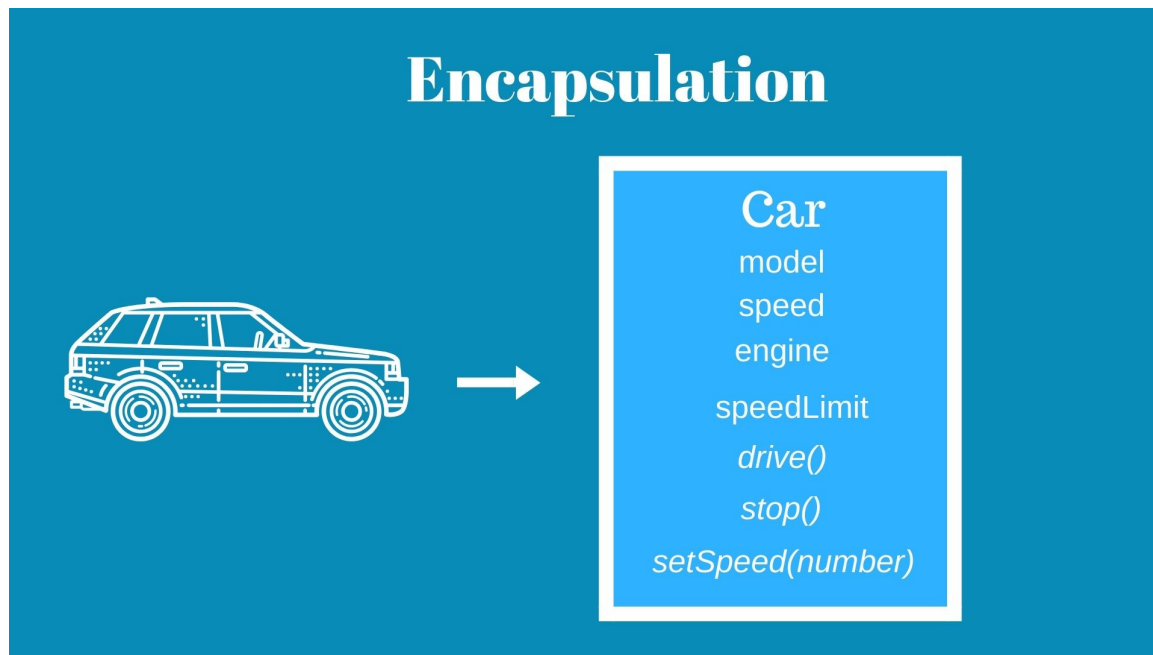 Encapsulation
Car
model
speed
engine
speedLimit
drive()
stop()
setSpeed(number)